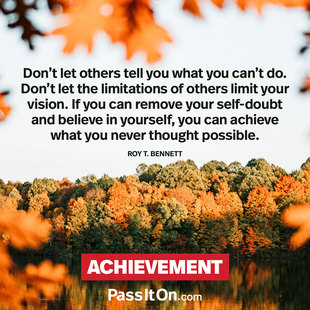 Don't let others tell you what you can't do.
Don't let the limitations of others limit your
vision. If you can remove your self-doubt
and believe in yourself, you can achieve
what you never thought possible.
ROY T. BENNETT
ACHIEVEMENT
PassItOn.com